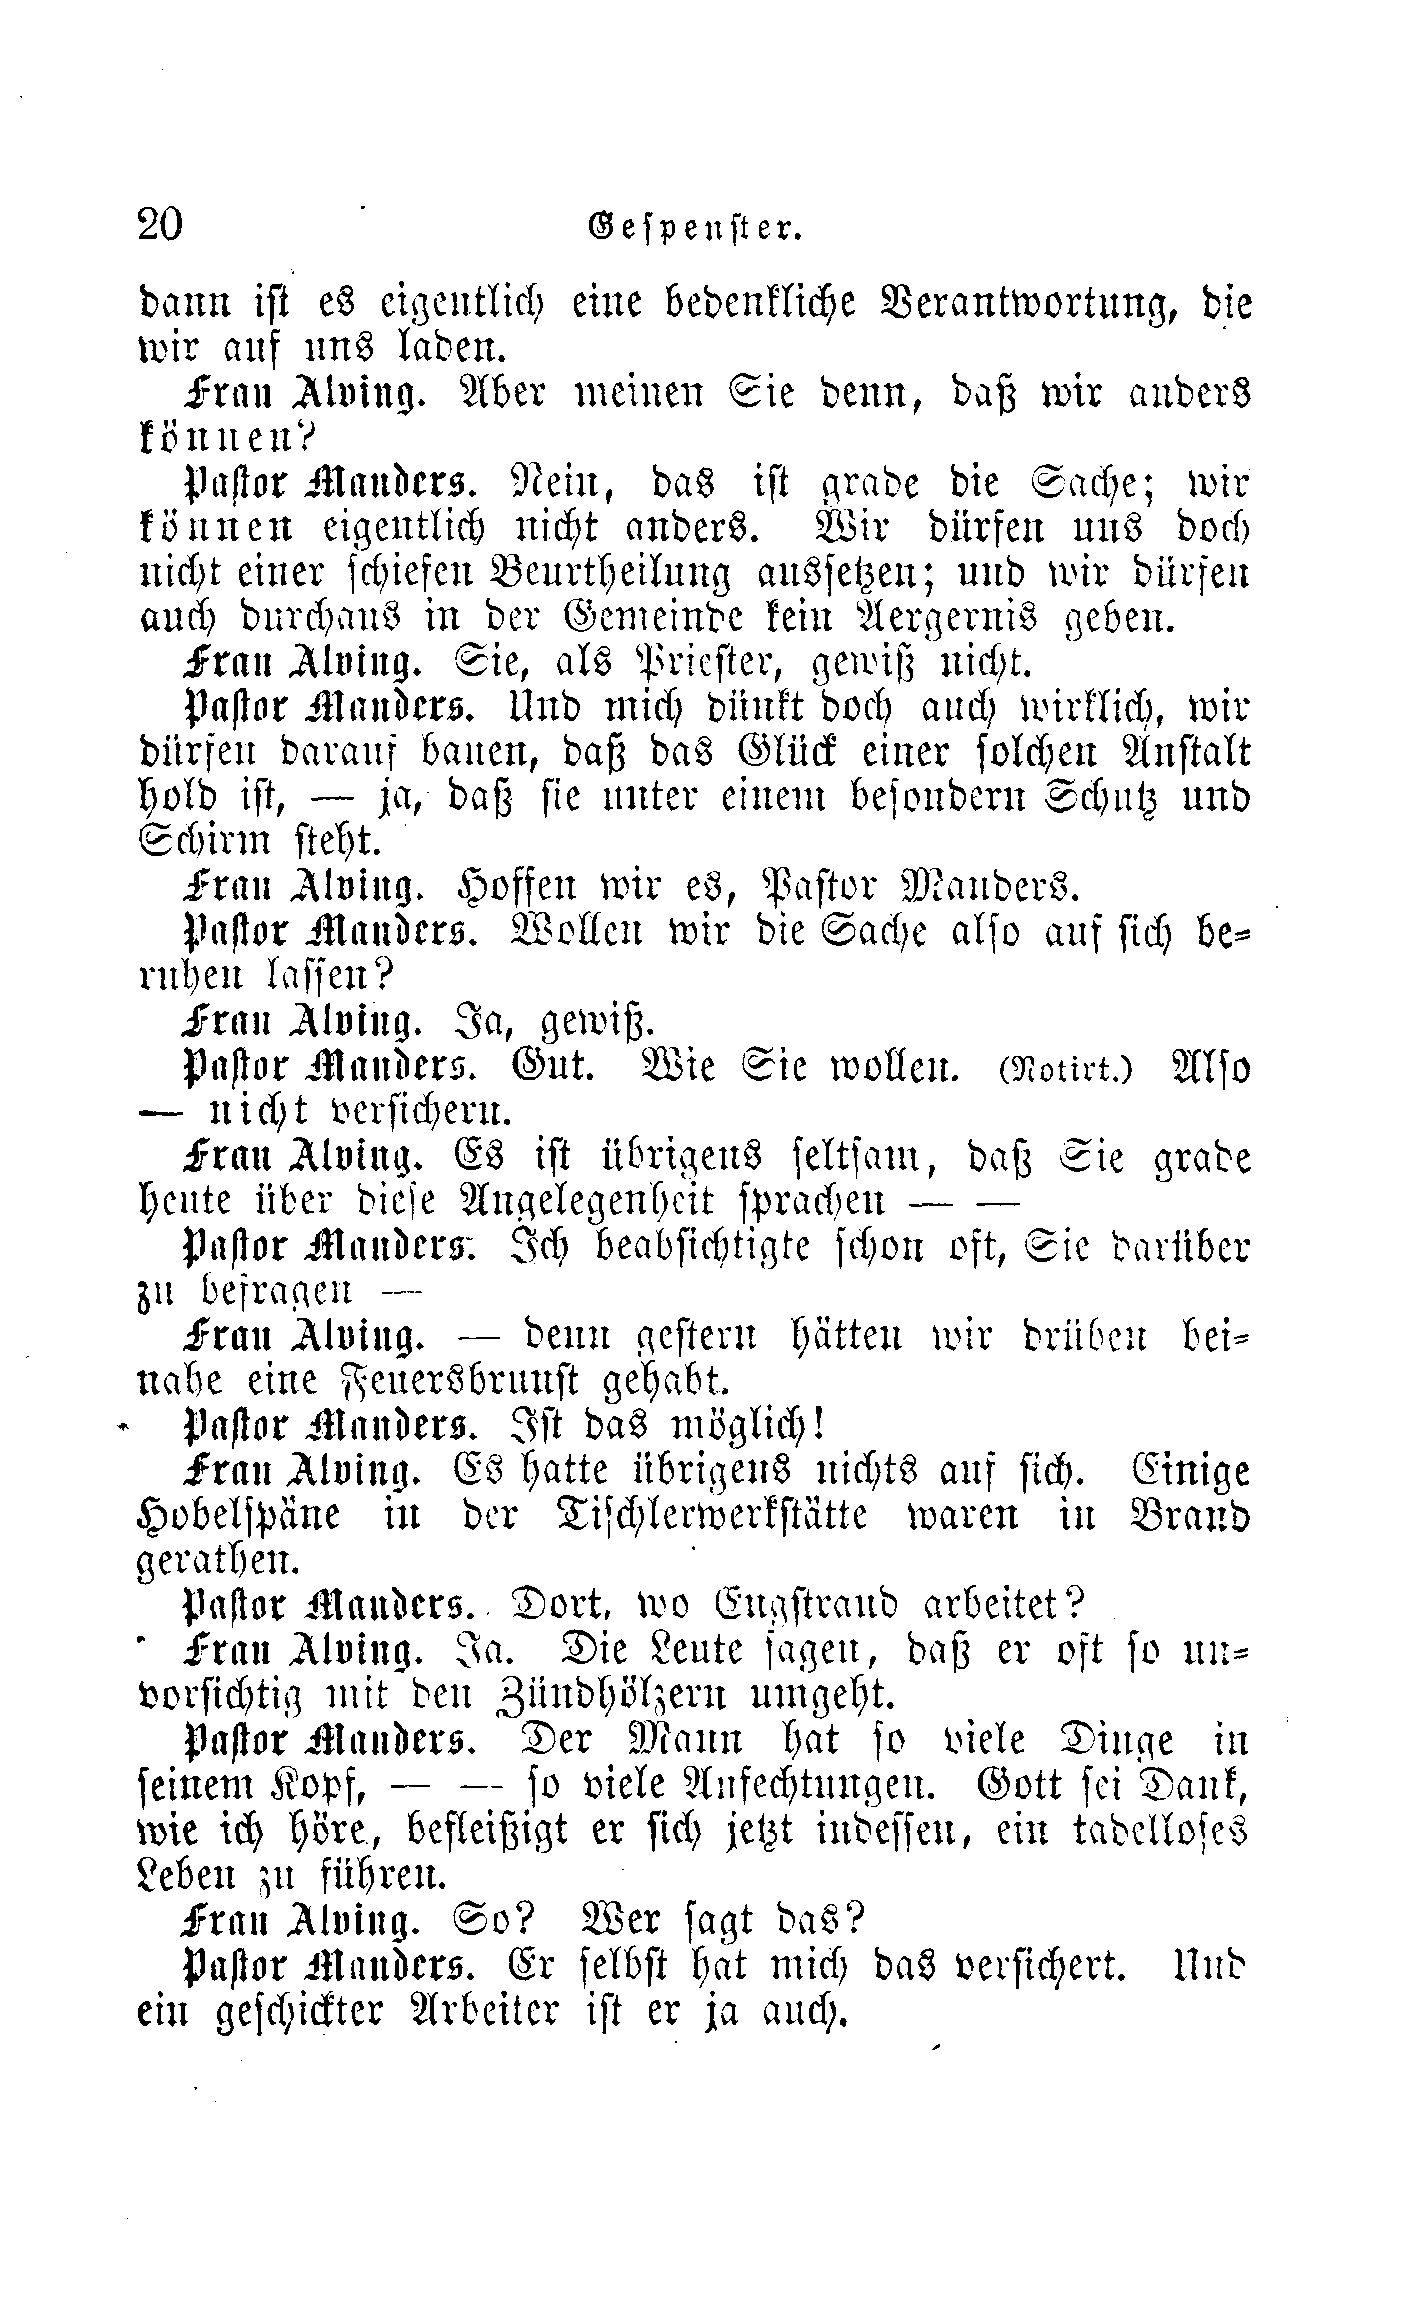 20 Gespenster.
dann ist es eigentlich eine bedenkliche Verantwortung, die
wir auf uns laden.
Frau Alving. Aber meinen Sie denn, daß wir anders
können?
Pastor Manders. Nein, das ist grade die Sache; wir
können eigentlich nicht anders. Wir dürfen uns doch
nicht einer schiefen Beurtheilung aussetzen; und wir dürfen
auch durchaus in der Gemeinde kein Aergernis geben.
Frau Alving. Sie, als Priester, gewiß nicht.
Pastor Manders. Und mich dünkt doch auch wirklich, wir
dürfen darauf bauen, daß das Glück einer solchen Anstalt
hold ist, — ja, daß sie unter einem besondern Schutz und
Schirm steht.
Frau Alving. Hoffen wir es, Pastor Manders.
Pastor Manders. Wollen wir die Sache also auf sich be-
ruhen lassen?
Frau Alving. Ja, gewiß.
Pastor Manders. Gut. Wie Sie wollen. (Notirt.) Also
— nicht versichern.
Frau Alving. Es ist übrigens seltsam, daß Sie grade
heute über diese Angelegenheit sprachen — —
Pastor Manders. Ich beabsichtigte schon oft, Sie darüber
zu befragen —
Frau Alving. — denn gestern hätten wir drüben bei-
nahe eine Feuersbrunst gehabt.
Pastor Manders. Ist das möglich!
Frau Alving. Es hatte übrigens nichts auf sich. Einige
Hobelspäne in der Tischlerwerkstätte waren in Brand
gerathen.
Pastor Manders. Dort, wo Engstrand arbeitet?
Frau Alving. Ja. Die Leute sagen, daß er oft so un-
vorsichtig mit den Zündhölzern umgeht.
Pastor Manders. Der Mann hat so viele Dinge in
seinem Kopf, — — so viele Anfechtungen. Gott sei Dank,
wie ich höre, befleißigt er sich jetzt indessen, ein tadelloses
Leben zu führen.
Frau Alving. So? Wer sagt das?
Pastor Manders. Er selbst hat mich das versichert. Und
ein geschickter Arbeiter ist er ja auch.